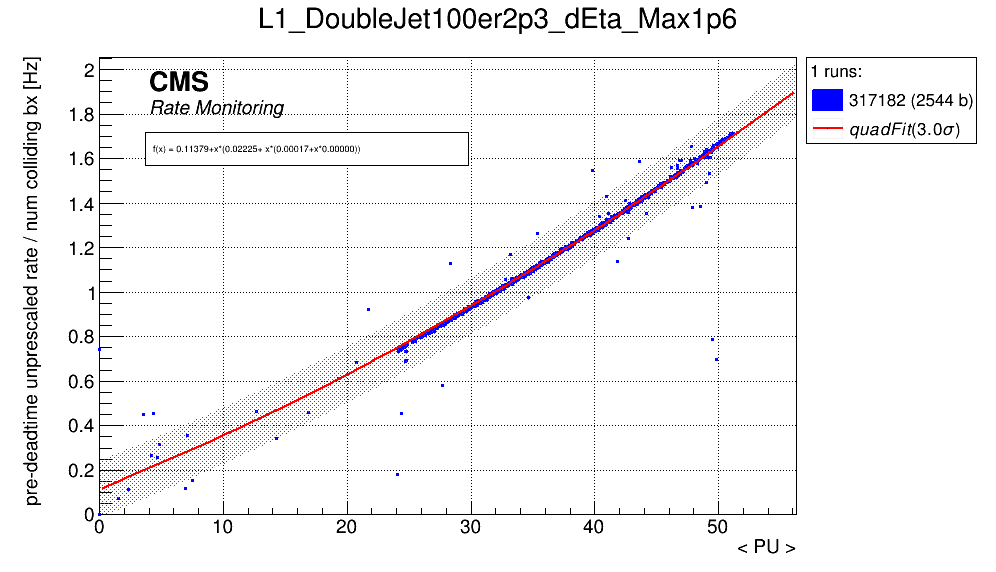 L1_DoubleJet100er2p3_dEta_Max1p6
pre-deadtime unprescaled rate / num colliding bx [Hz]
CMS
Rate Monitoring
f(x) = 0.11379+x*(0.02225+ x*(0.00017+x*0.00000))
1 runs:
317182 (2544 b)
quadFit(3.0σ)
2
1.8
1.6
1.4
1.2
1
0.8
0.6
0.4
0.2
0
0 10 20 30 40 50
< PU >